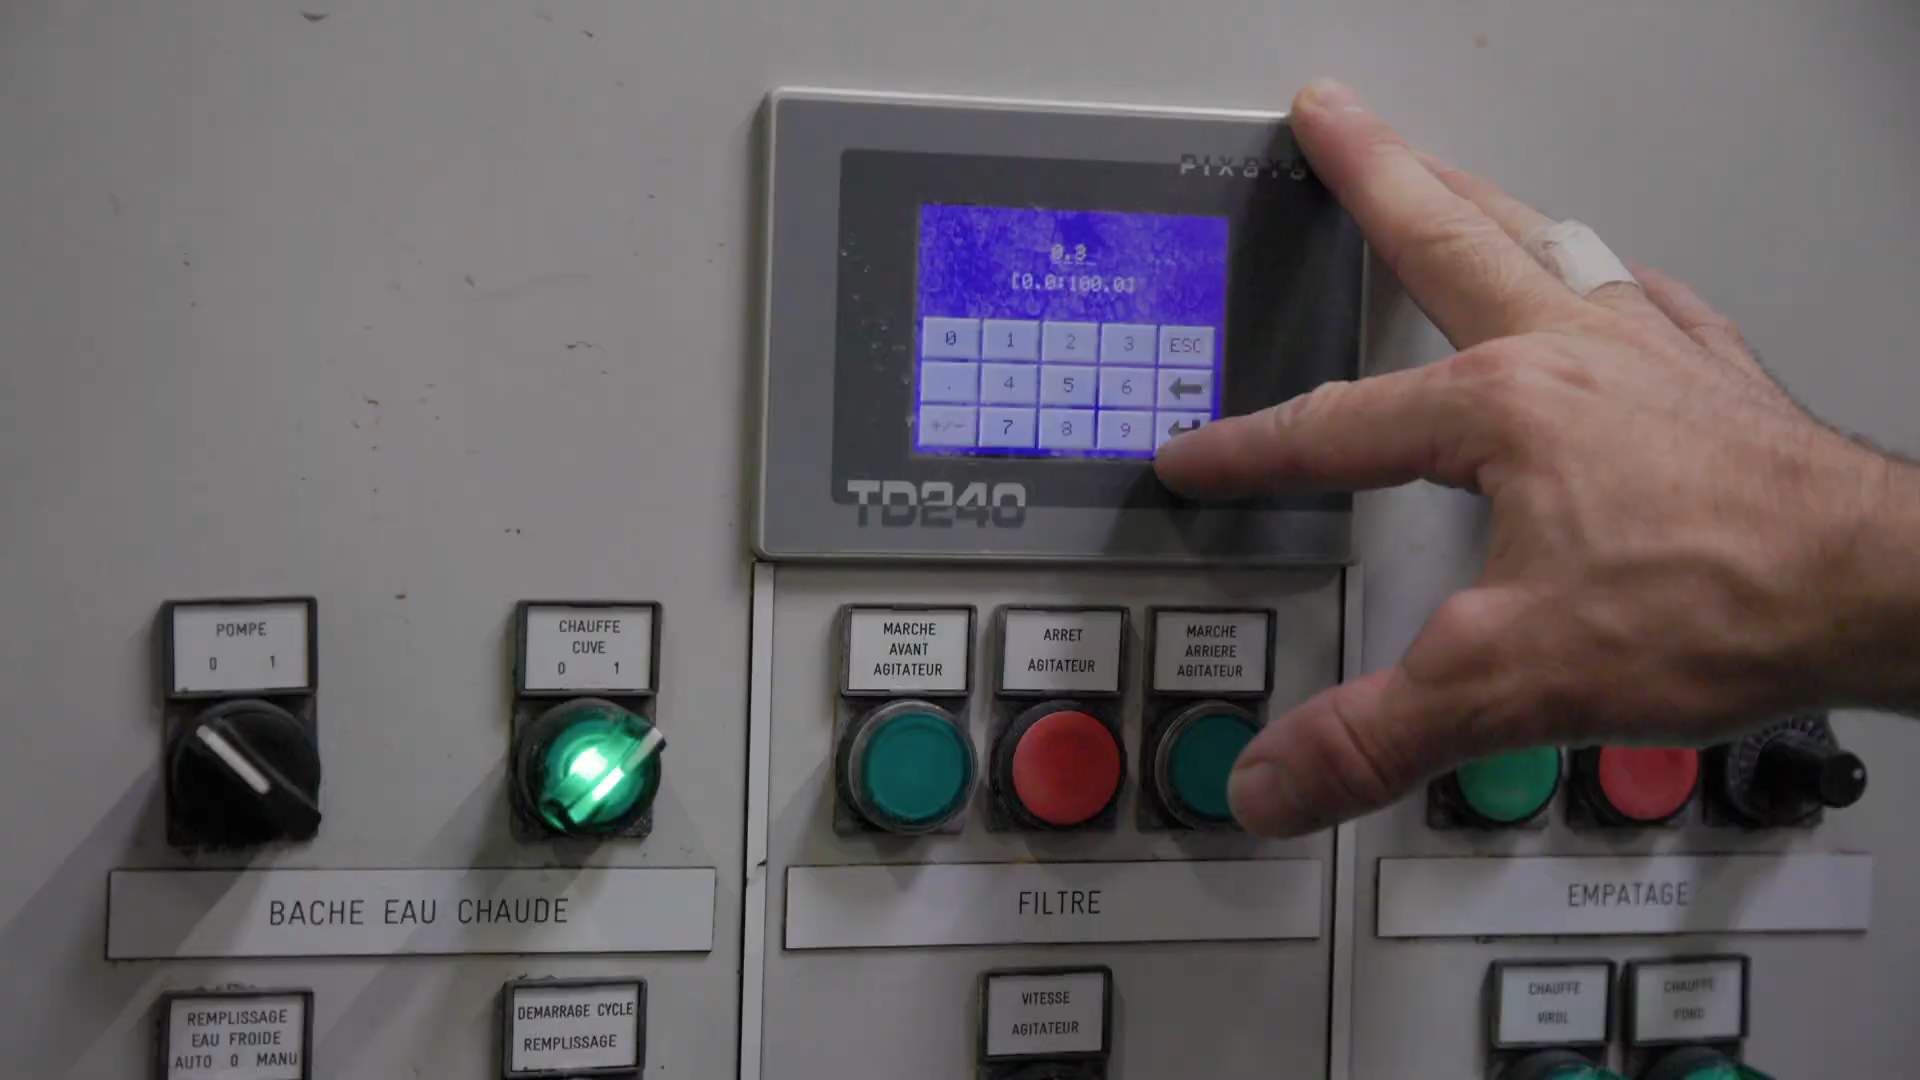 PIXSYS
0.3
[0.0:100.0]
0 1 2 3 ESC
. 4 5 6
+/- 7 8 9
TD240
POMPE
0 1
CHAUFFE
CUVE
0 1
MARCHE
AVANT
AGITATEUR
ARRET
AGITATEUR
MARCHE
ARRIERE
AGITATEUR
BACHE EAU CHAUDE
FILTRE
EMPATAGE
REMPLISSAGE
EAU FROIDE
AUTO 0 MANU
DEMARRAGE CYCLE
REMPLISSAGE
VITESSE
AGITATEUR
CHAUFFE
VIROL
CHAUFFE
FOND